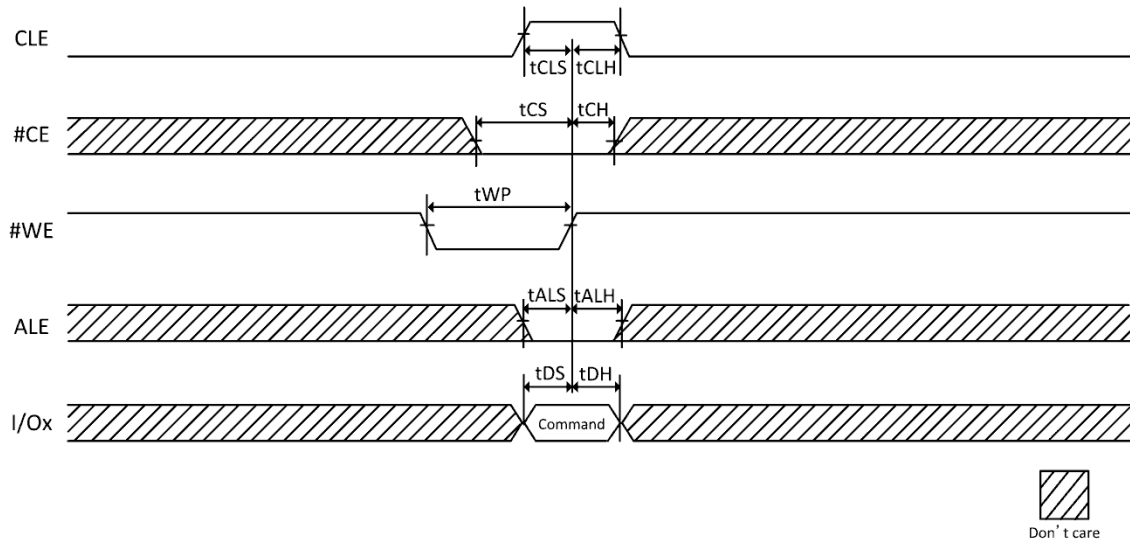 CLE
tCLS tCLH
#CE
tCS tCH
#WE
tWP
ALE
tALS tALH
I/Ox
tDS tDH
Command
Don't care